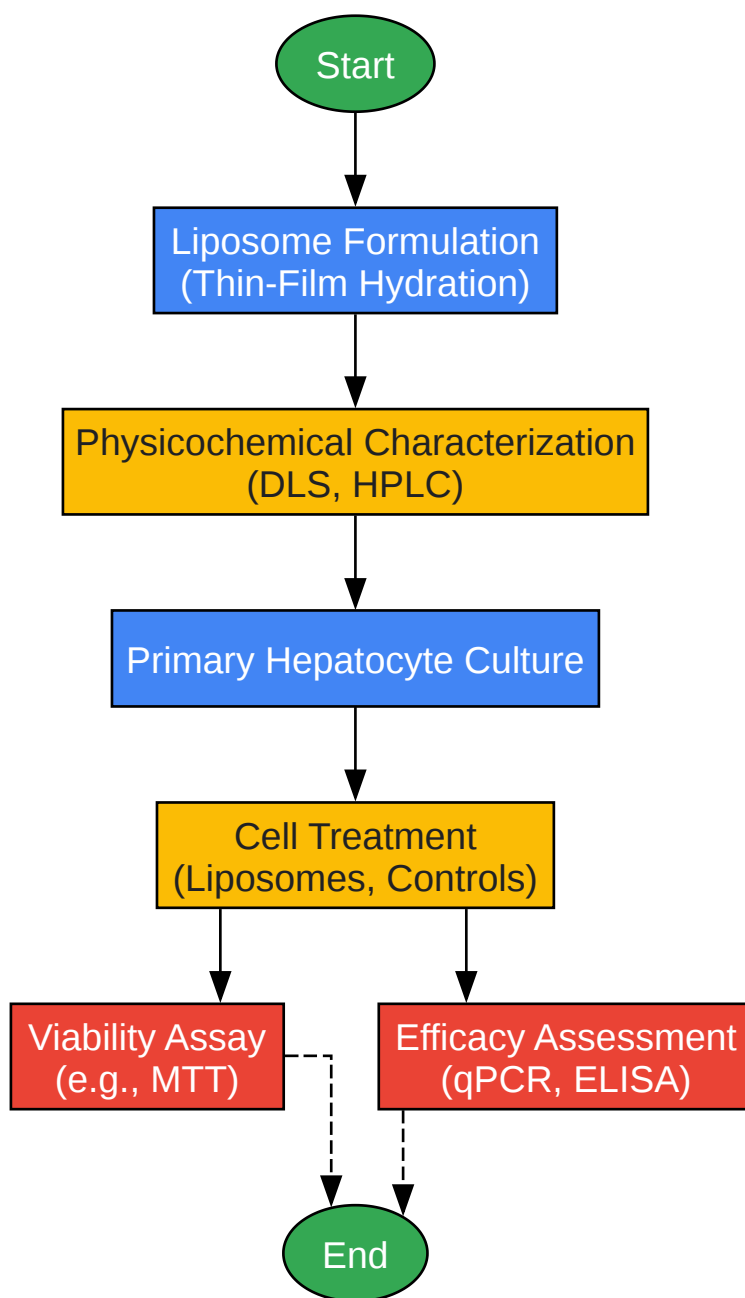 Start
Liposome Formulation
(Thin-Film Hydration)
Physicochemical Characterization
(DLS, HPLC)
Primary Hepatocyte Culture
Cell Treatment
(Liposomes, Controls)
Viability Assay
(e.g., MTT)
Efficacy Assessment
(qPCR, ELISA)
End